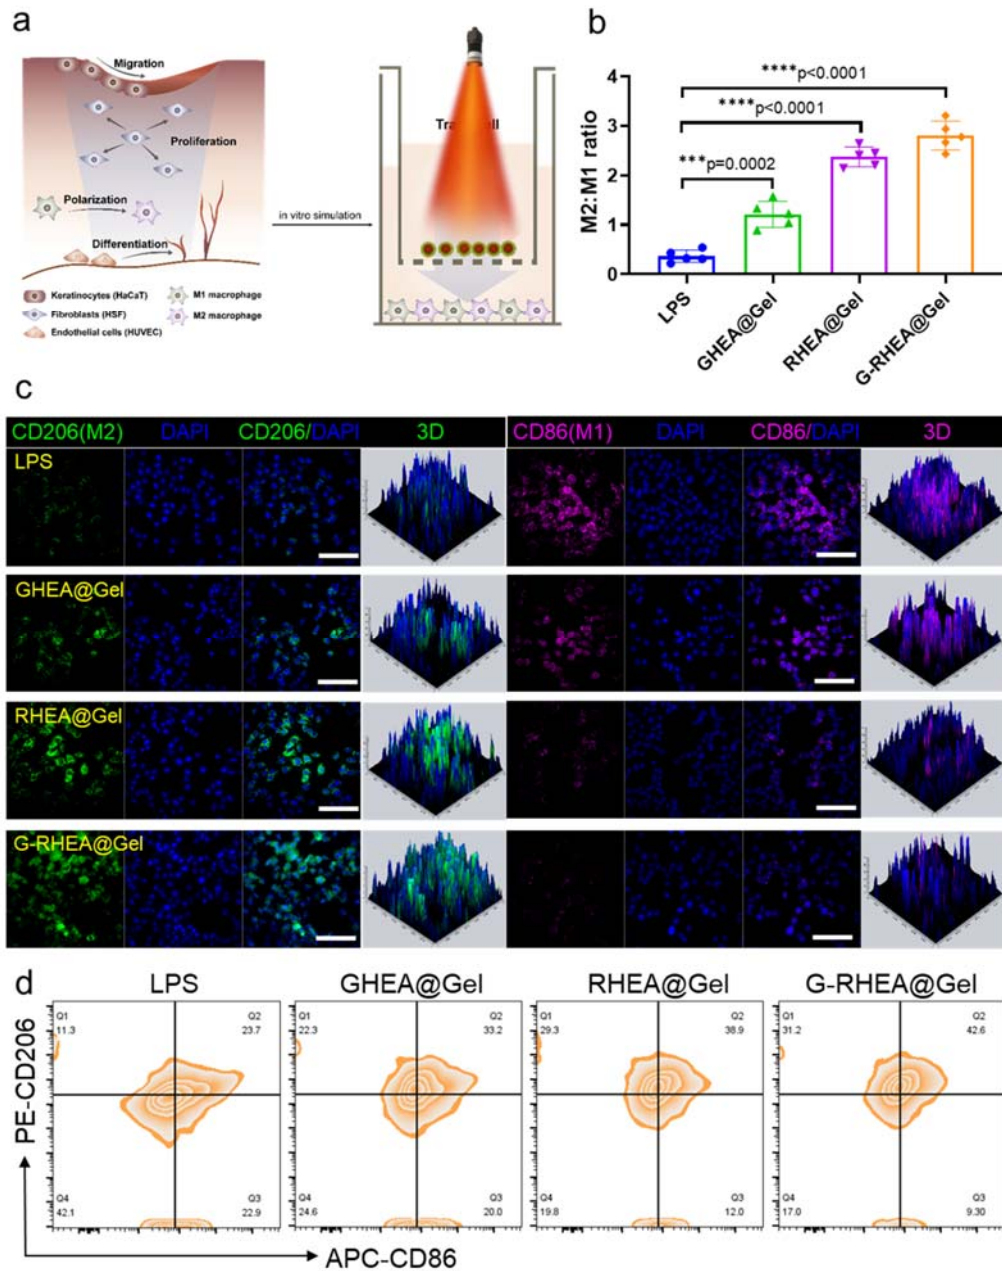 a
Migration
Proliferation
Polarization
Differentiation
Keratinocytes (HaCaT)
M1 macrophage
Fibroblasts (HSF)
M2 macrophage
Endothelial cells (HUVEC)
in vitro simulation
b
M2:M1 ratio
4
3
2
1
0
****p<0.0001
****p<0.0001
***p=0.0002
LPS
GHEA@Gel
RHEA@Gel
G-RHEA@Gel
c
CD206(M2) DAPI CD206/DAPI 3D CD86(M1) DAPI CD86/DAPI 3D
LPS
GHEA@Gel
RHEA@Gel
G-RHEA@Gel
d
LPS GHEA@Gel RHEA@Gel G-RHEA@Gel
Q1 Q2 Q1 Q2 Q1 Q2 Q1 Q2
11.3 23.7 22.3 33.2 29.3 38.9 31.2 42.6
Q4 Q3 Q4 Q3 Q4 Q3 Q4 Q3
42.1 22.9 24.6 20.0 19.8 12.0 17.0 9.30
PE-CD206
APC-CD86